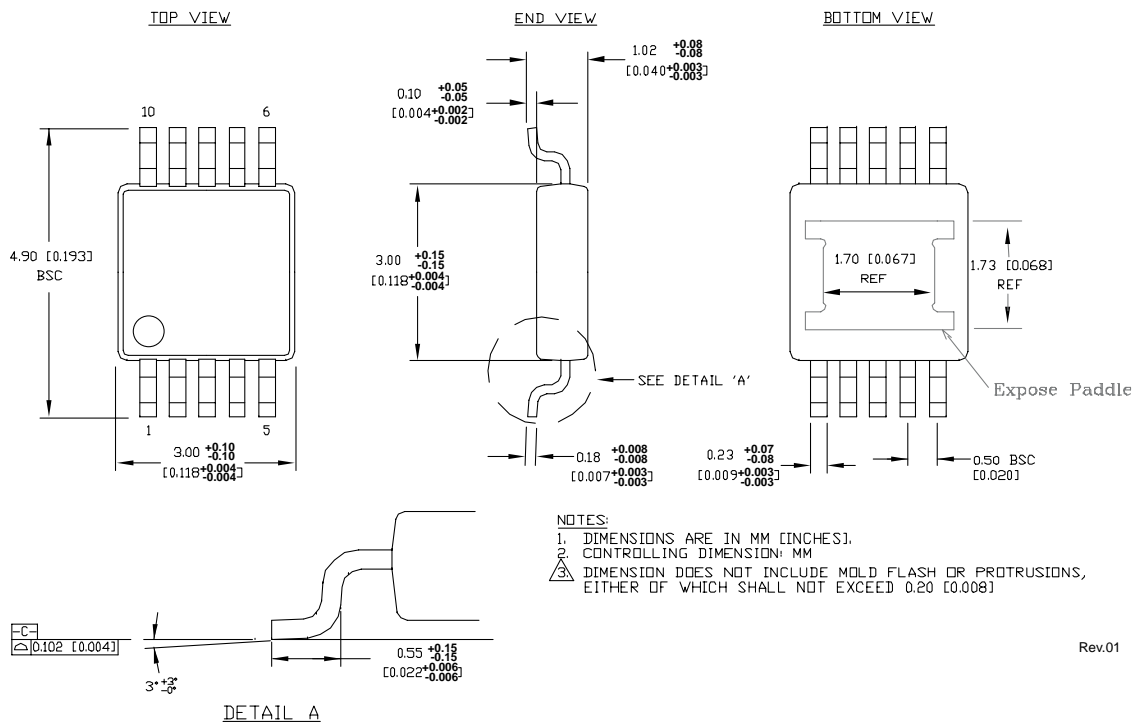 TOP VIEW
END VIEW
BOTTOM VIEW
1.02 +0.08 -0.08
[0.040+0.003 -0.003]
0.10 +0.05 -0.05
[0.004+0.002 -0.002]
10
6
4.90 [0.193]
BSC
3.00 +0.15 -0.15
[0.118+0.004 -0.004]
1.70 [0.067]
REF
1.73 [0.068]
REF
SEE DETAIL 'A'
Expose Paddle
1
5
3.00 +0.10 -0.10
[0.118+0.004 -0.004]
0.18 +0.008 -0.008
[0.007+0.003 -0.003]
0.23 +0.07 -0.08
[0.009+0.003 -0.003]
0.50 BSC
[0.020]
NOTES:
1. DIMENSIONS ARE IN MM [INCHES].
2. CONTROLLING DIMENSION: MM
3. DIMENSION DOES NOT INCLUDE MOLD FLASH OR PROTRUSIONS,
EITHER OF WHICH SHALL NOT EXCEED 0.20 [0.008]
-C-
0.102 [0.004]
3° +3° -0°
0.55 +0.15 -0.15
[0.022+0.006 -0.006]
DETAIL A
Rev.01